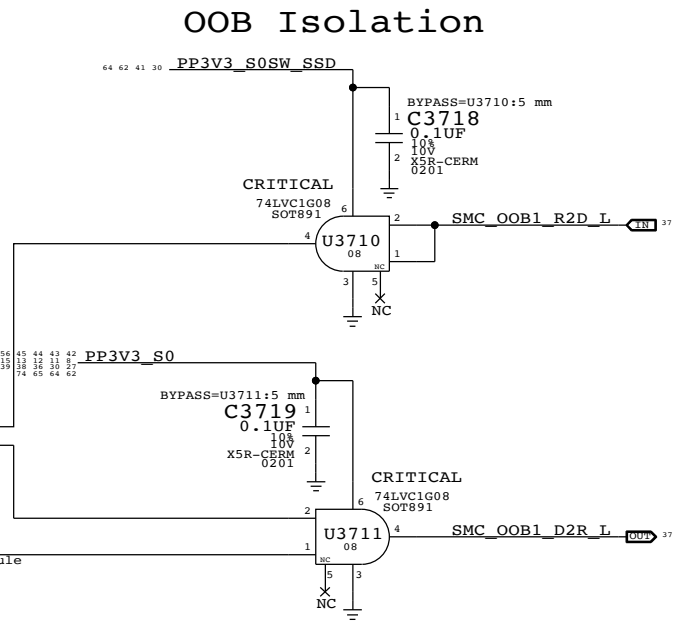 OOB Isolation
64 62 41 30 PP3V3_S0SW_SSD
BYPASS=U3710:5 mm
1
C3718
0.1UF
10%
10V
2
X5R-CERM
0201
CRITICAL
74LVC1G08
SOT891
6
2 SMC_OOB1_R2D_L IN 37
4 U3710
08
1
NC
3 5
NC
56 45 44 43 42
15 13 12 11 8
39 38 36 30 27
74 65 64 62
PP3V3_S0
BYPASS=U3711:5 mm
C3719 1
0.1UF
10%
10V
X5R-CERM 2
0201
CRITICAL
74LVC1G08
SOT891
6
2
U3711 4 SMC_OOB1_D2R_L OUT 37
1 08
NC
ule
5 3
NC